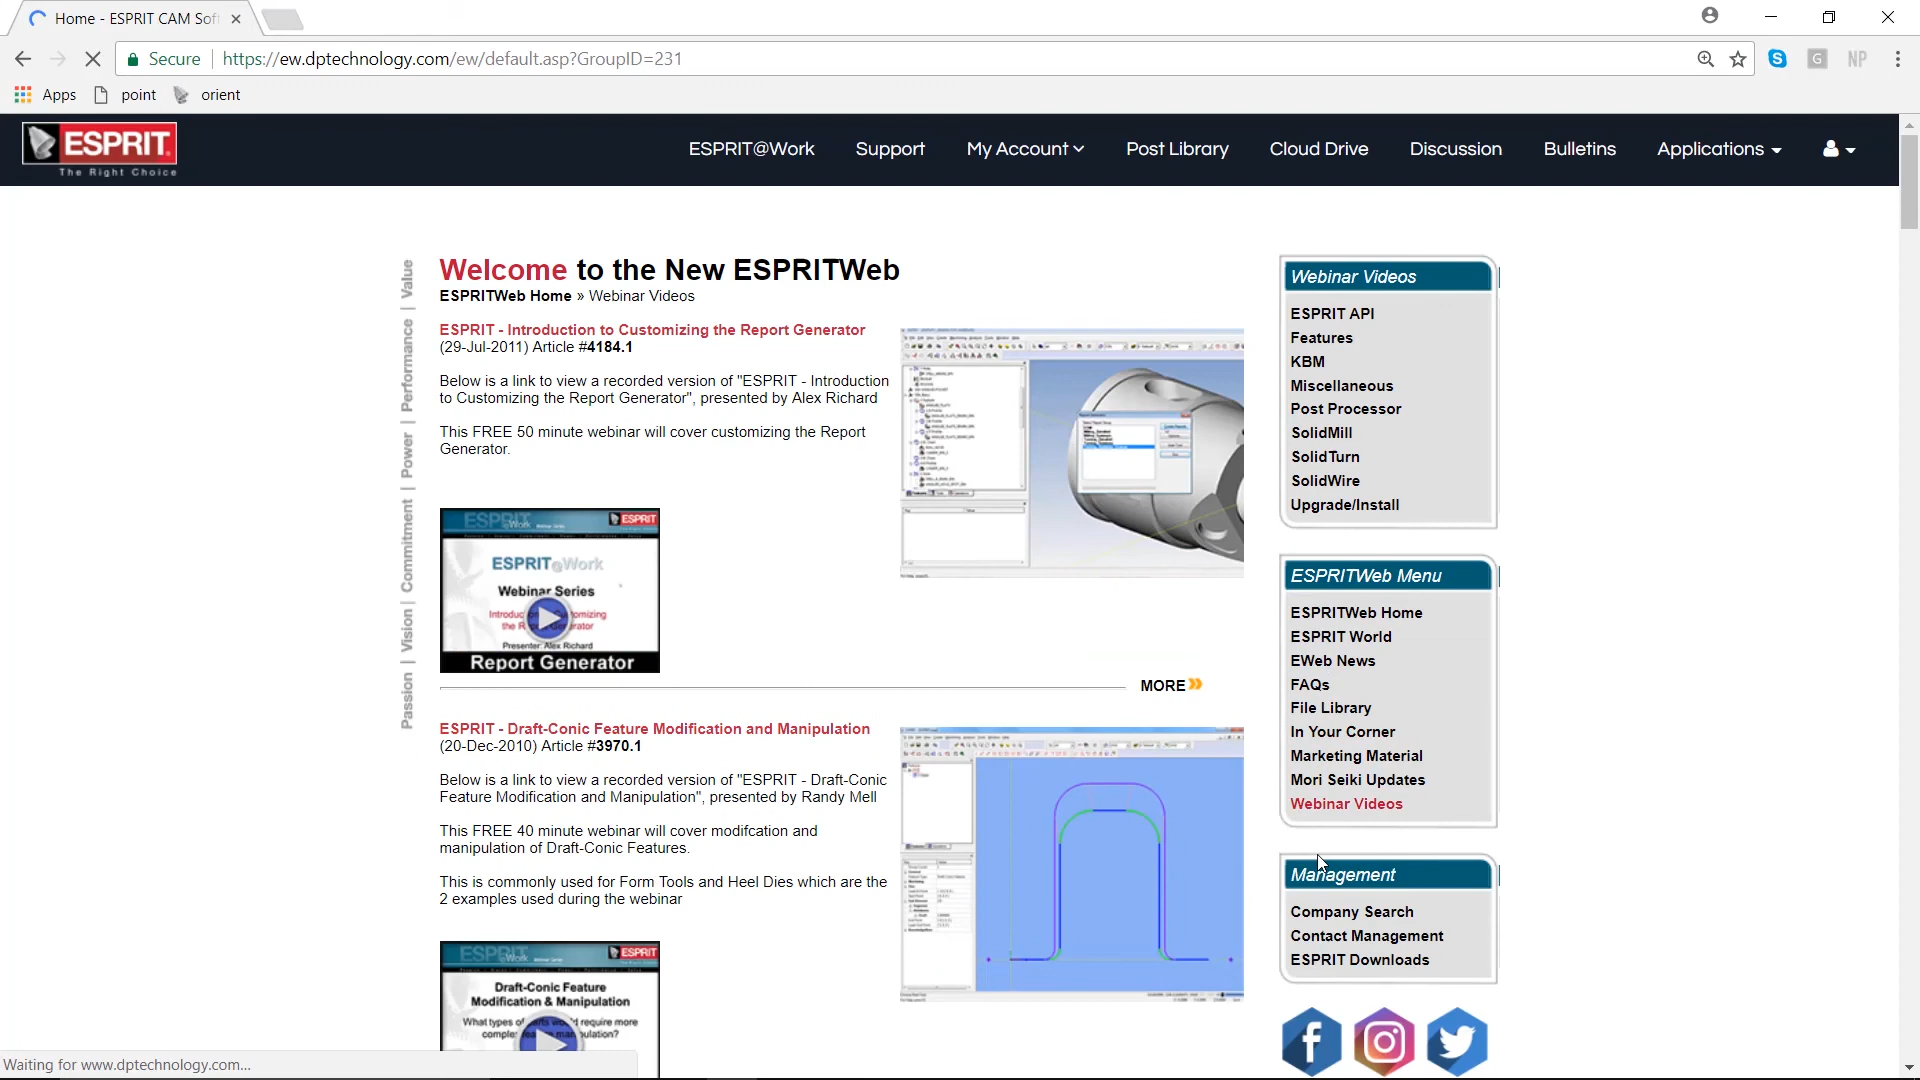 Home - ESPRIT CAM Sof
Secure
https://ew.dptechnology.com/ew/default.asp?GroupID=231
NP
Apps
point
orient
ESPRIT
The Right Choice
ESPRIT@Work
Support
My Account
Post Library
Cloud Drive
Discussion
Bulletins
Applications
Passion | Vision | Commitment | Power | Performance | Value
Welcome to the New ESPRITWeb
ESPRITWeb Home » Webinar Videos
ESPRIT - Introduction to Customizing the Report Generator
(29-Jul-2011) Article #4184.1
Below is a link to view a recorded version of "ESPRIT - Introduction
to Customizing the Report Generator", presented by Alex Richard
This FREE 50 minute webinar will cover customizing the Report
Generator.
ESPRIT@Work
Webinar Series
Presenter: Alex Richard
Report Generator
MORE
ESPRIT - Draft-Conic Feature Modification and Manipulation
(20-Dec-2010) Article #3970.1
Below is a link to view a recorded version of "ESPRIT - Draft-Conic
Feature Modification and Manipulation", presented by Randy Mell
This FREE 40 minute webinar will cover modifcation and
manipulation of Draft-Conic Features.
This is commonly used for Form Tools and Heel Dies which are the
2 examples used during the webinar
ESPRIT
Draft-Conic Feature
Modification & Manipulation
What types of parts would require more
Webinar Videos
ESPRIT API
Features
KBM
Miscellaneous
Post Processor
SolidMill
SolidTurn
SolidWire
Upgrade/Install
ESPRITWeb Menu
ESPRITWeb Home
ESPRIT World
EWeb News
FAQs
File Library
In Your Corner
Marketing Material
Mori Seiki Updates
Webinar Videos
Management
Company Search
Contact Management
ESPRIT Downloads
Waiting for www.dptechnology.com...